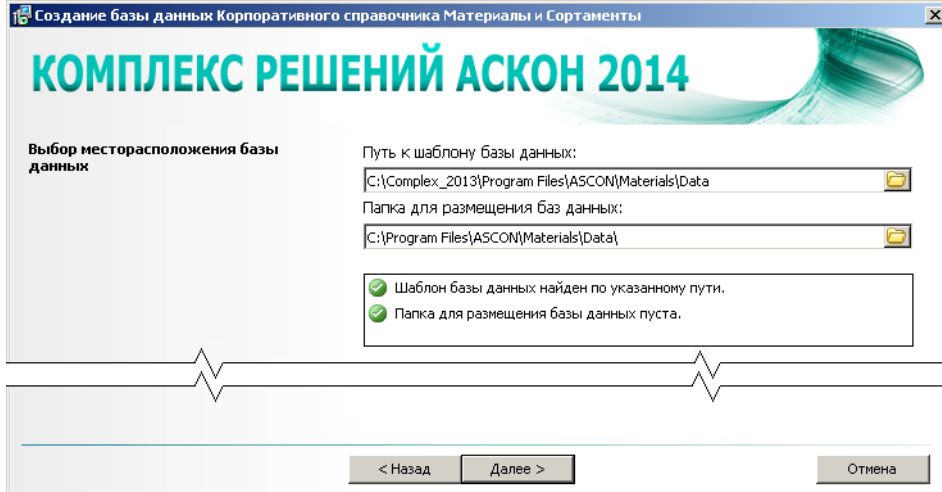 Создание базы данных Корпоративного справочника Материалы и Сортаменты
КОМПЛЕКС РЕШЕНИЙ АСКОН 2014
Выбор месторасположения базы
данных
Путь к шаблону базы данных:
C:\Complex_2013\Program Files\ASCON\Materials\Data
Папка для размещения баз данных:
C:\Program Files\ASCON\Materials\Data\
Шаблон базы данных найден по указанному пути.
Папка для размещения базы данных пуста.
< Назад
Далее >
Отмена